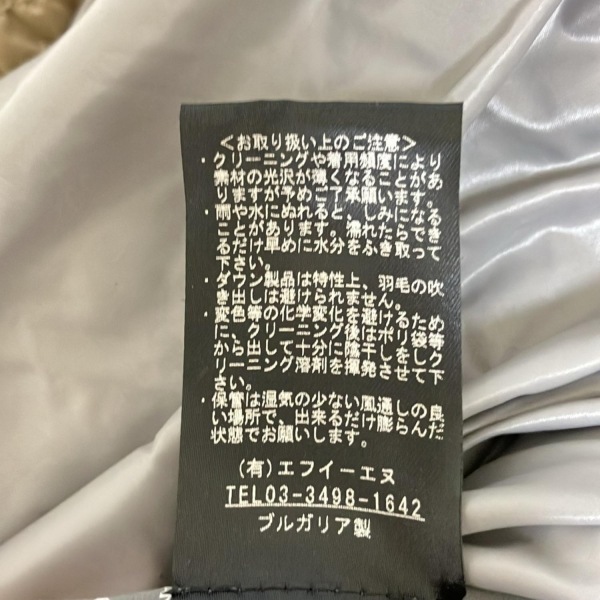 ＜お取り扱い上のご注意＞
・クリーニングや着用頻度により
素材の光沢が薄くなることがあ
りますが予めご了承願います。
・雨や水にぬれると、しみになる
ことがあります。濡れたらでき
るだけ早めに水分をふき取って
下さい。
・ダウン製品は特性上、羽毛の吹
き出しは避けられません。
・変色等の化学変化を避けるため
に、クリーニング後はポリ袋等
から出して十分に陰干しをしク
リーニング溶剤を揮発させて下
さい。
・保管は湿気の少ない風通しの良
い場所で、出来るだけ膨らんだ
状態でお願いします。
(有)エフイーエヌ
TEL03-3498-1642
ブルガリア製